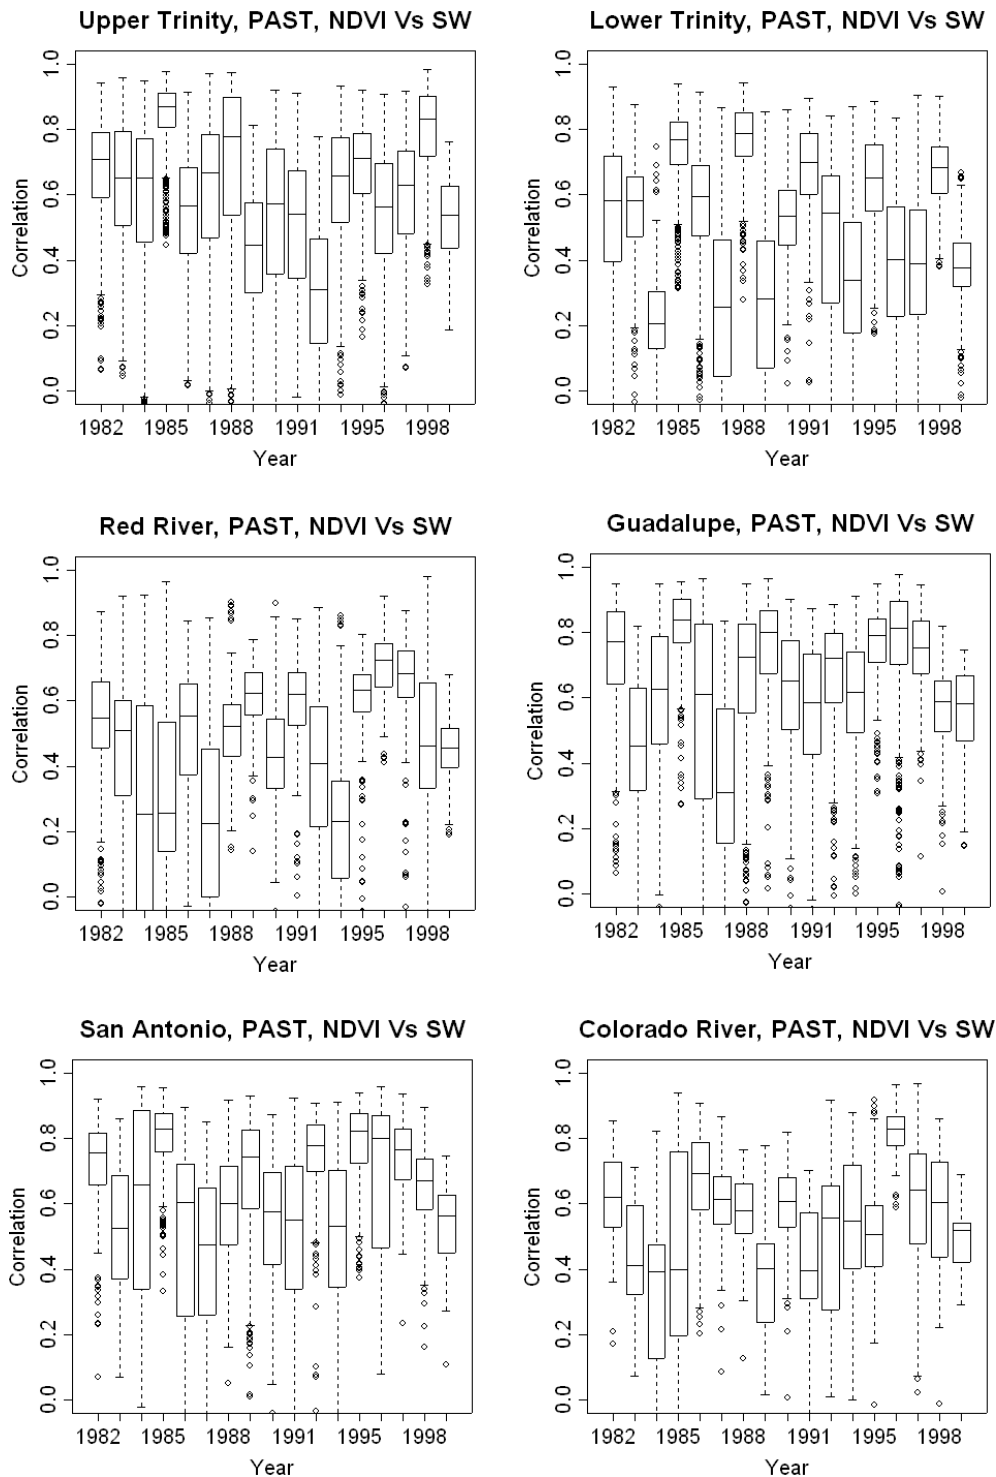 Upper Trinity, PAST, NDVI Vs SW
Correlation
0.0 0.2 0.4 0.6 0.8 1.0
1982 1985 1988 1991 1995 1998
Year
Lower Trinity, PAST, NDVI Vs SW
Correlation
0.0 0.2 0.4 0.6 0.8 1.0
1982 1985 1988 1991 1995 1998
Year
Red River, PAST, NDVI Vs SW
Correlation
0.0 0.2 0.4 0.6 0.8 1.0
1982 1985 1988 1991 1995 1998
Year
Guadalupe, PAST, NDVI Vs SW
Correlation
0.0 0.2 0.4 0.6 0.8 1.0
1982 1985 1988 1991 1995 1998
Year
San Antonio, PAST, NDVI Vs SW
Correlation
0.0 0.2 0.4 0.6 0.8 1.0
1982 1985 1988 1991 1995 1998
Year
Colorado River, PAST, NDVI Vs SW
Correlation
0.0 0.2 0.4 0.6 0.8 1.0
1982 1985 1988 1991 1995 1998
Year